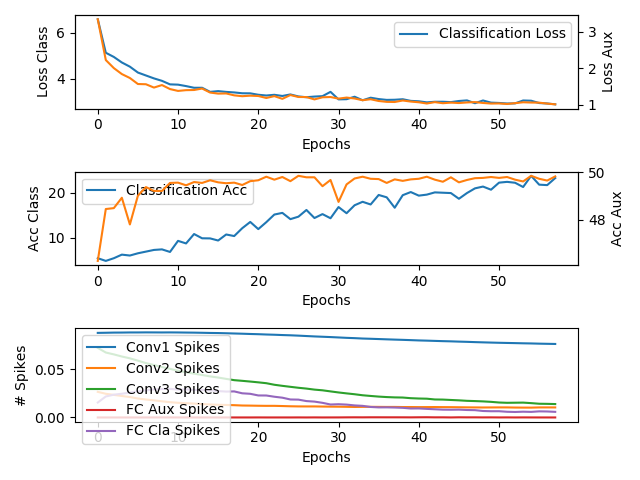 Classification Loss
Loss Class
Loss Aux
6
4
3
2
1
0 10 20 30 40 50
Epochs
Classification Acc
Acc Class
Acc Aux
20
10
50
48
0 10 20 30 40 50
Epochs
# Spikes
0.05
0.00
Conv1 Spikes
Conv2 Spikes
Conv3 Spikes
FC Aux Spikes
FC Cla Spikes
0 10 20 30 40 50
Epochs